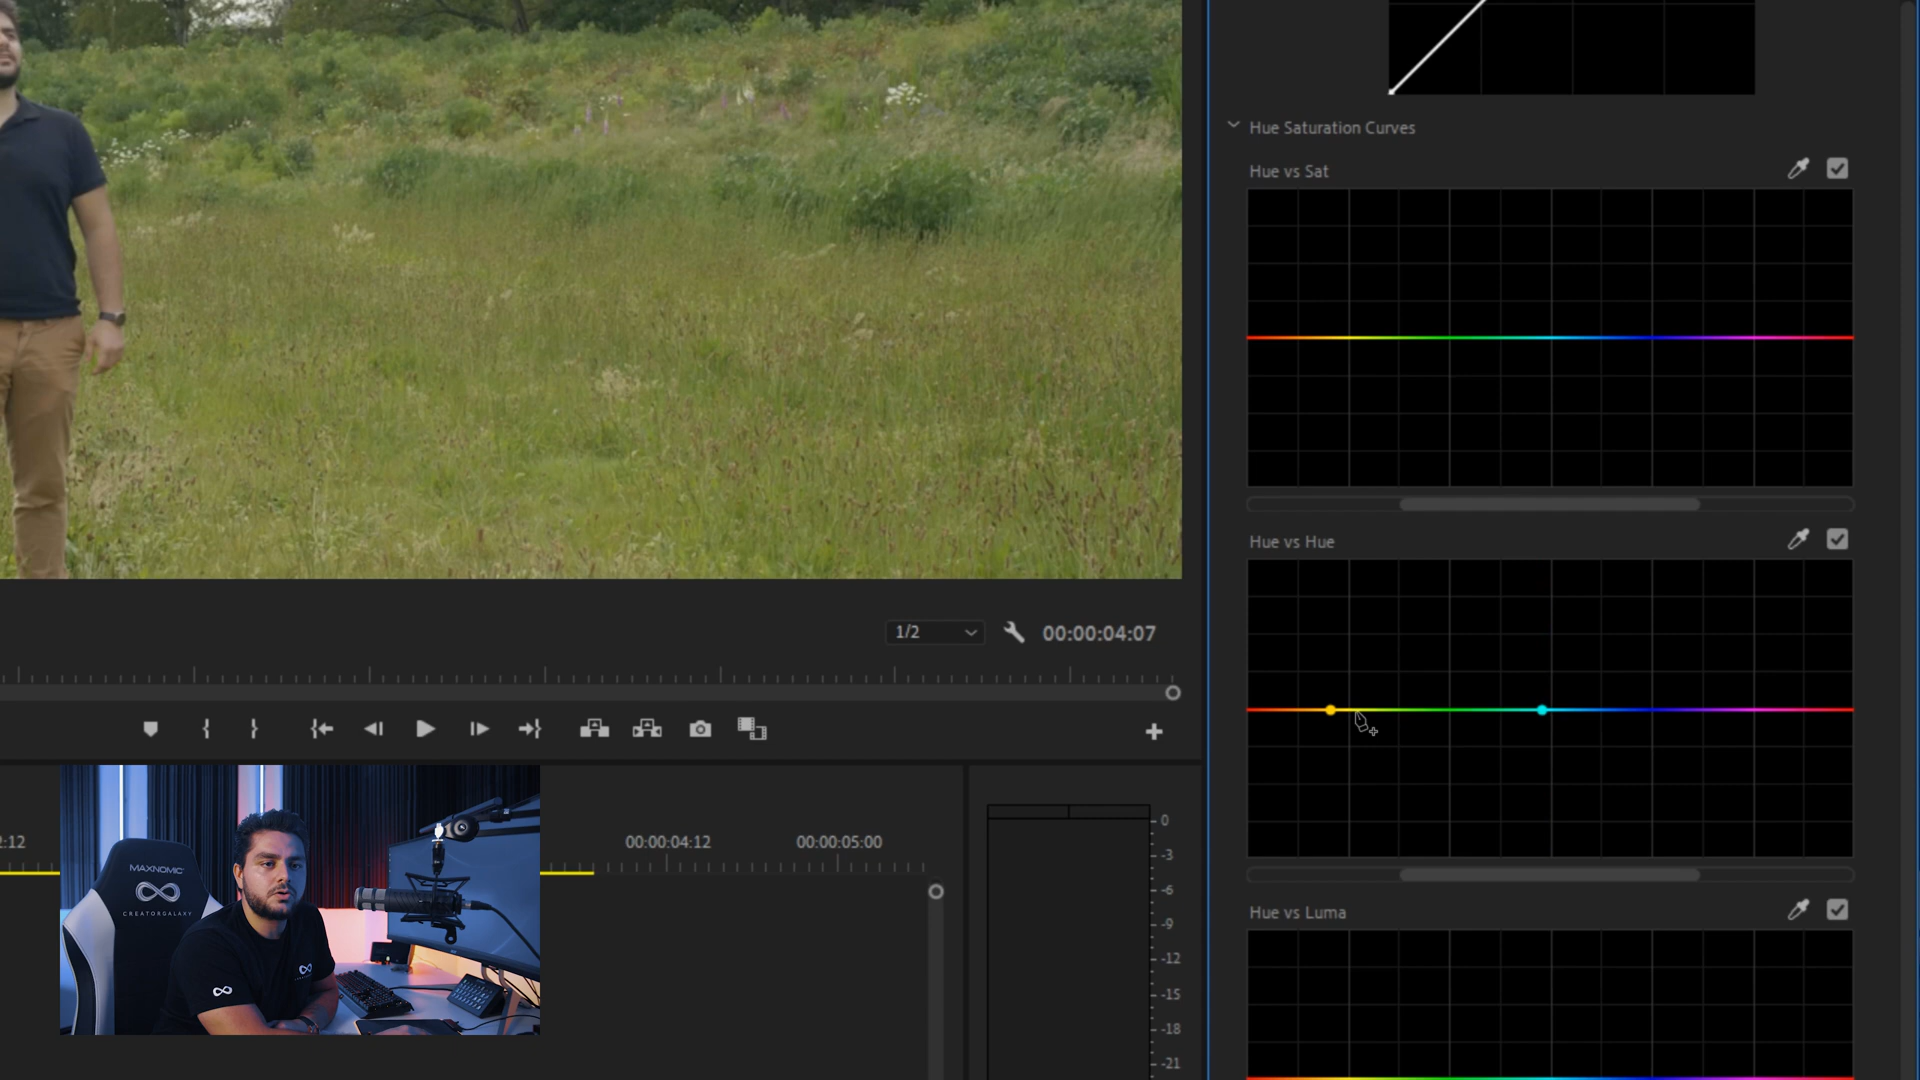 Hue Saturation Curves
Hue vs Sat
Hue vs Hue
1/2
00:00:04:07
:12
00:00:04:12
00:00:05:00
0
-3
-6
-9
-12
-15
-18
-21
Hue vs Luma
MAXNOMIC
CREATORGALAXY